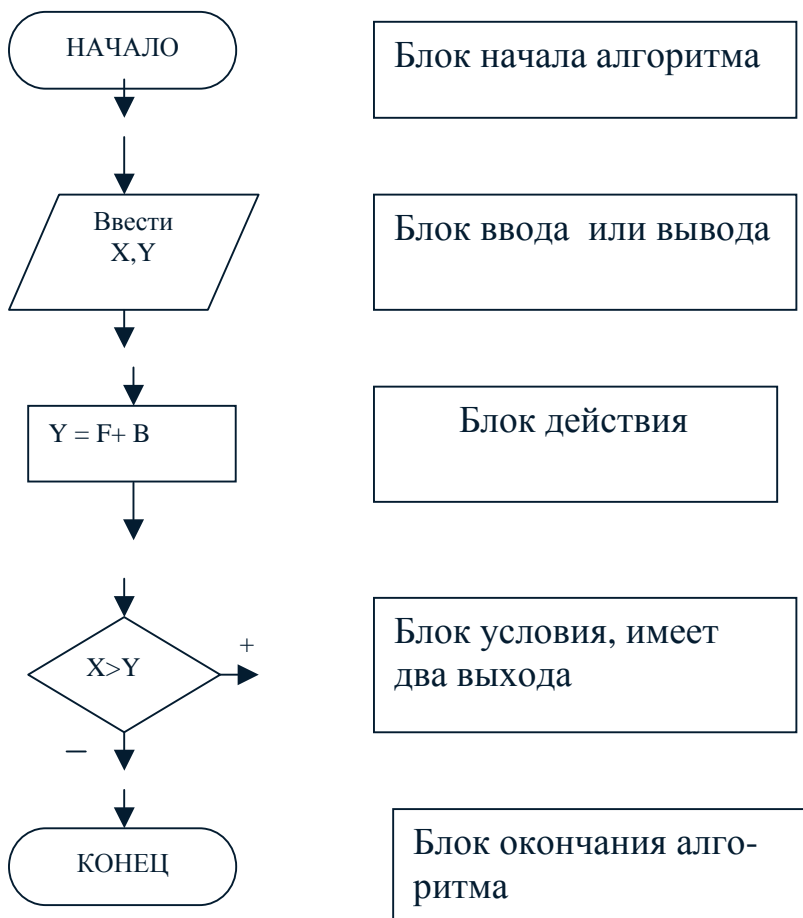 НАЧАЛО
Блок начала алгоритма
Ввести
X,Y
Блок ввода или вывода
Y = F+ B
Блок действия
X>Y
+
–
Блок условия, имеет
два выхода
КОНЕЦ
Блок окончания алго-
ритма